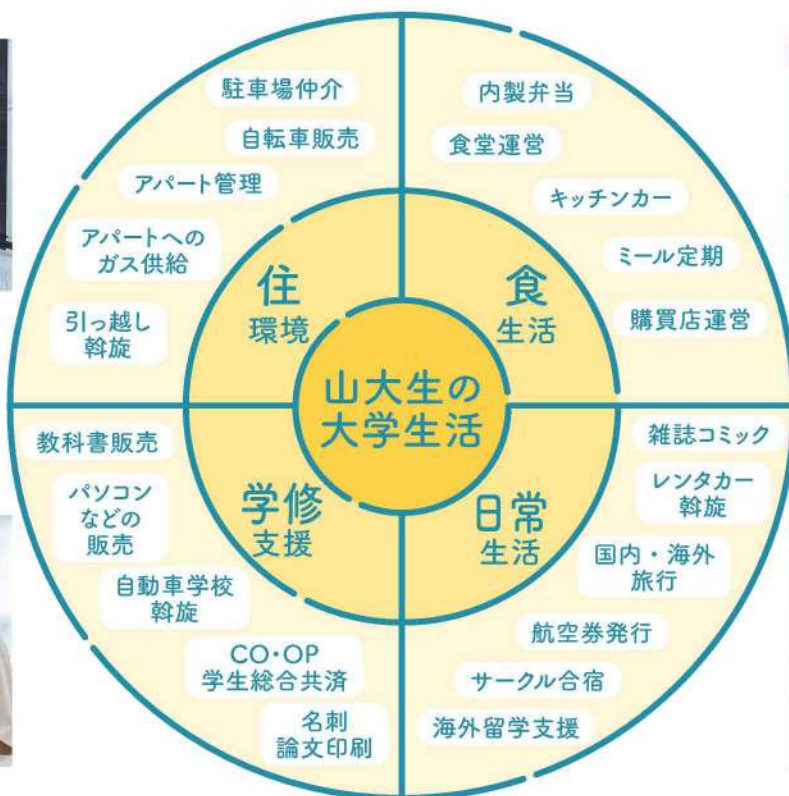 駐車場仲介
自転車販売
アパート管理
アパートへの
ガス供給
引っ越し
斡旋
住
環境
内製弁当
食堂運営
キッチンカー
ミール定期
購買店運営
食
生活
山大生の
大学生活
教科書販売
パソコン
などの
販売
自動車学校
斡旋
CO・OP
学生総合共済
名刺
論文印刷
学修
支援
日常
生活
雑誌コミック
レンタカー
斡旋
国内・海外
旅行
航空券発行
サークル合宿
海外留学支援